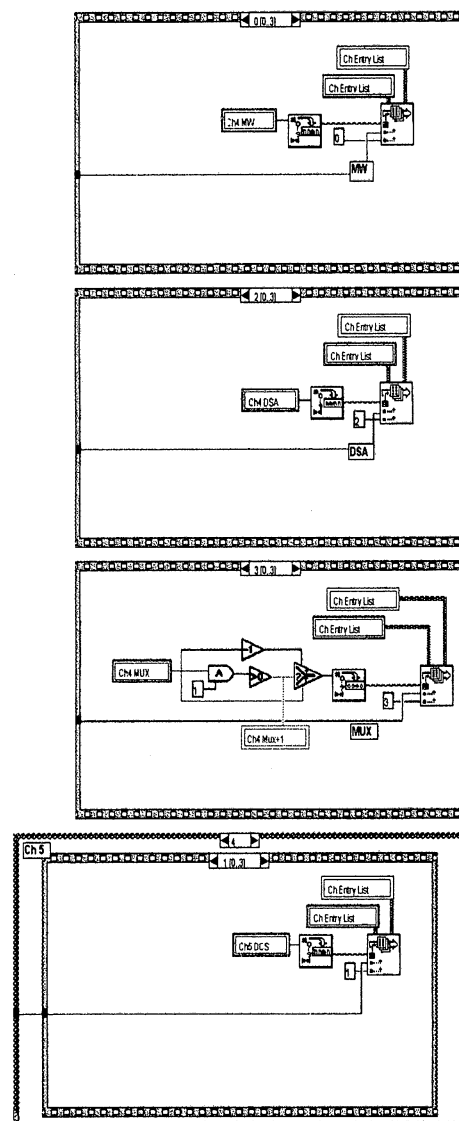 0 [0..3]
Ch Entry List
Ch Entry List
Ch4 MW
0
MW
2 [0..3]
Ch Entry List
Ch Entry List
Ch4 DSA
2
DSA
3 [0..3]
Ch Entry List
Ch Entry List
-1
Ch4 MUX
A
>0
?
1
3
MUX
Ch4 Mux+1
4
Ch 5
1 [0..3]
Ch Entry List
Ch Entry List
Ch5 DCS
1